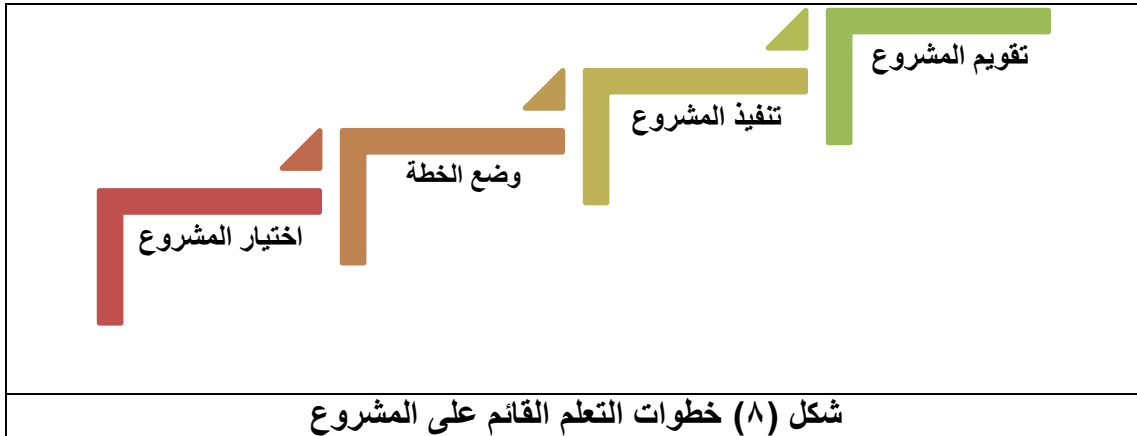 تقويم المشروع
تنفيذ المشروع
وضع الخطة
اختيار المشروع
شكل (٨) خطوات التعلم القائم على المشروع